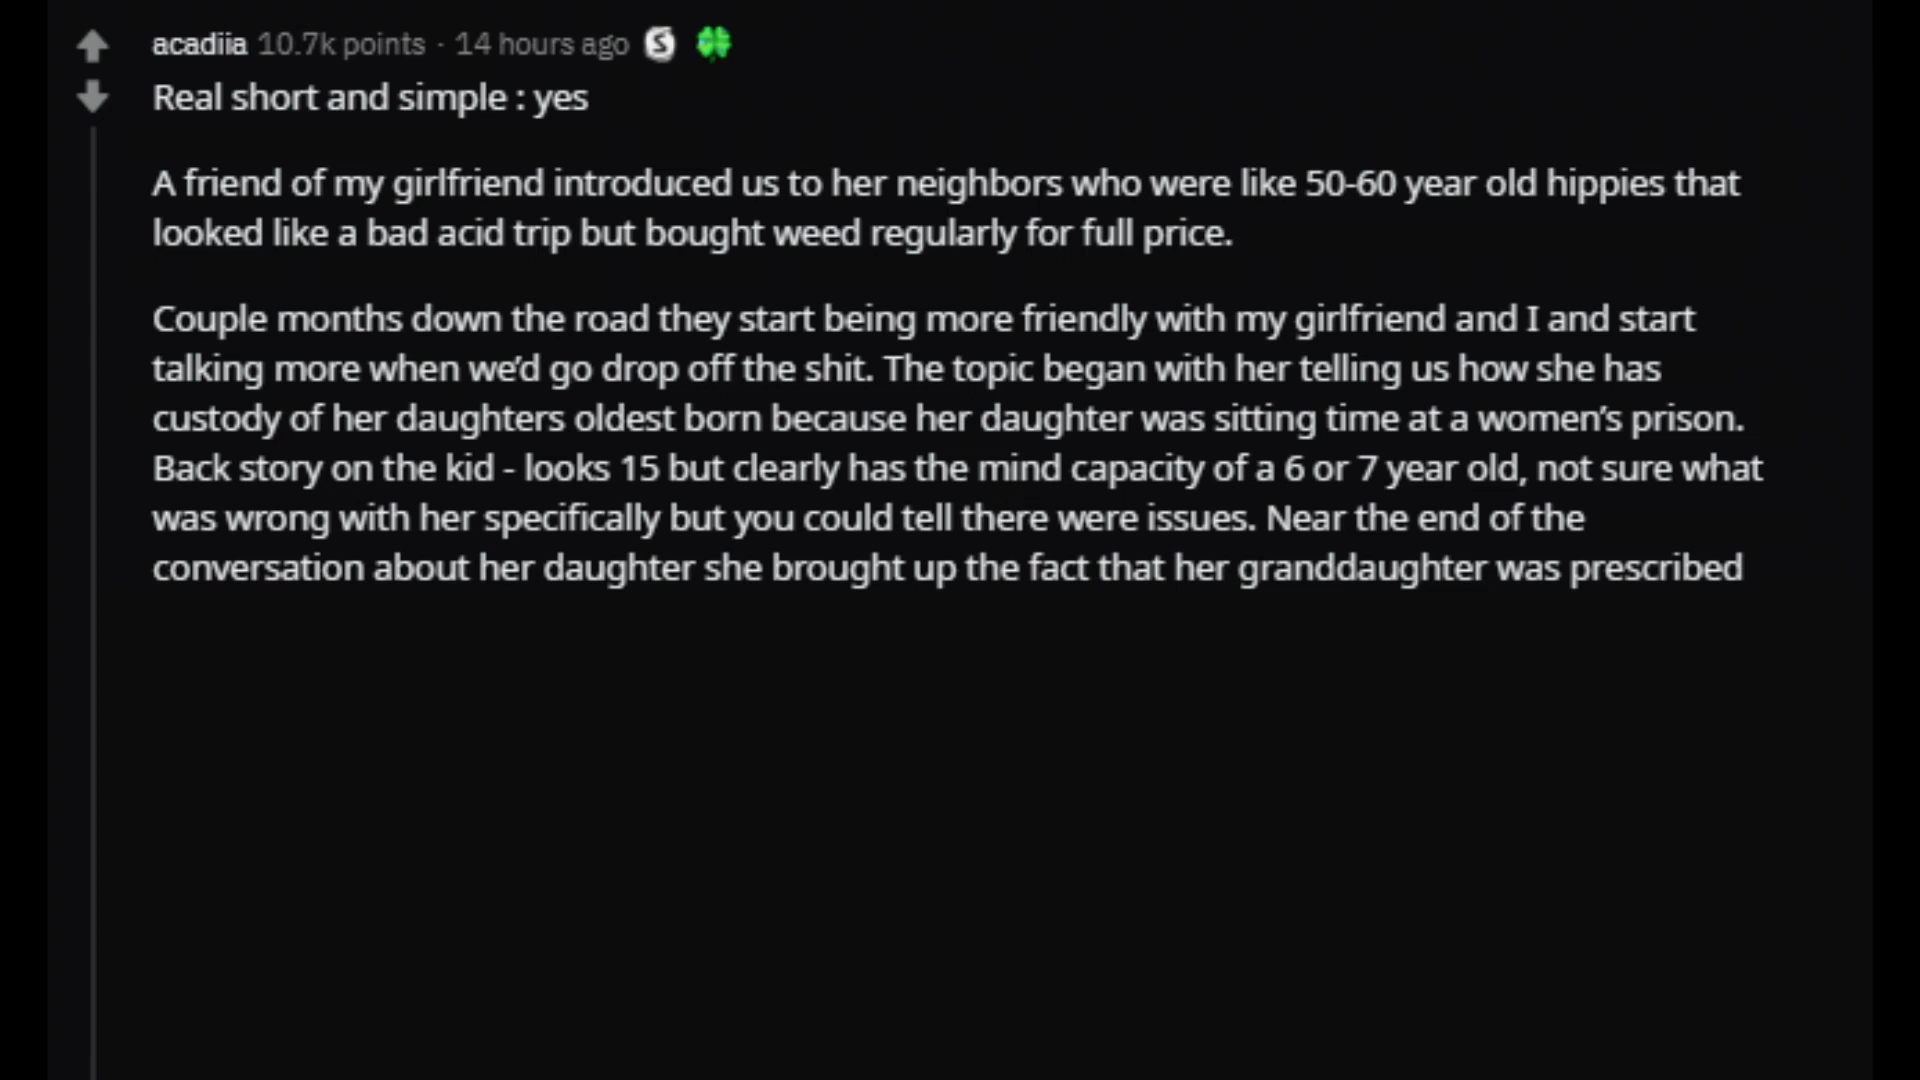 acadiia 10.7k points · 14 hours ago
Real short and simple : yes
A friend of my girlfriend introduced us to her neighbors who were like 50-60 year old hippies that
looked like a bad acid trip but bought weed regularly for full price.
Couple months down the road they start being more friendly with my girlfriend and I and start
talking more when we’d go drop off the shit. The topic began with her telling us how she has
custody of her daughters oldest born because her daughter was sitting time at a women’s prison.
Back story on the kid - looks 15 but clearly has the mind capacity of a 6 or 7 year old, not sure what
was wrong with her specifically but you could tell there were issues. Near the end of the
conversation about her daughter she brought up the fact that her granddaughter was prescribed